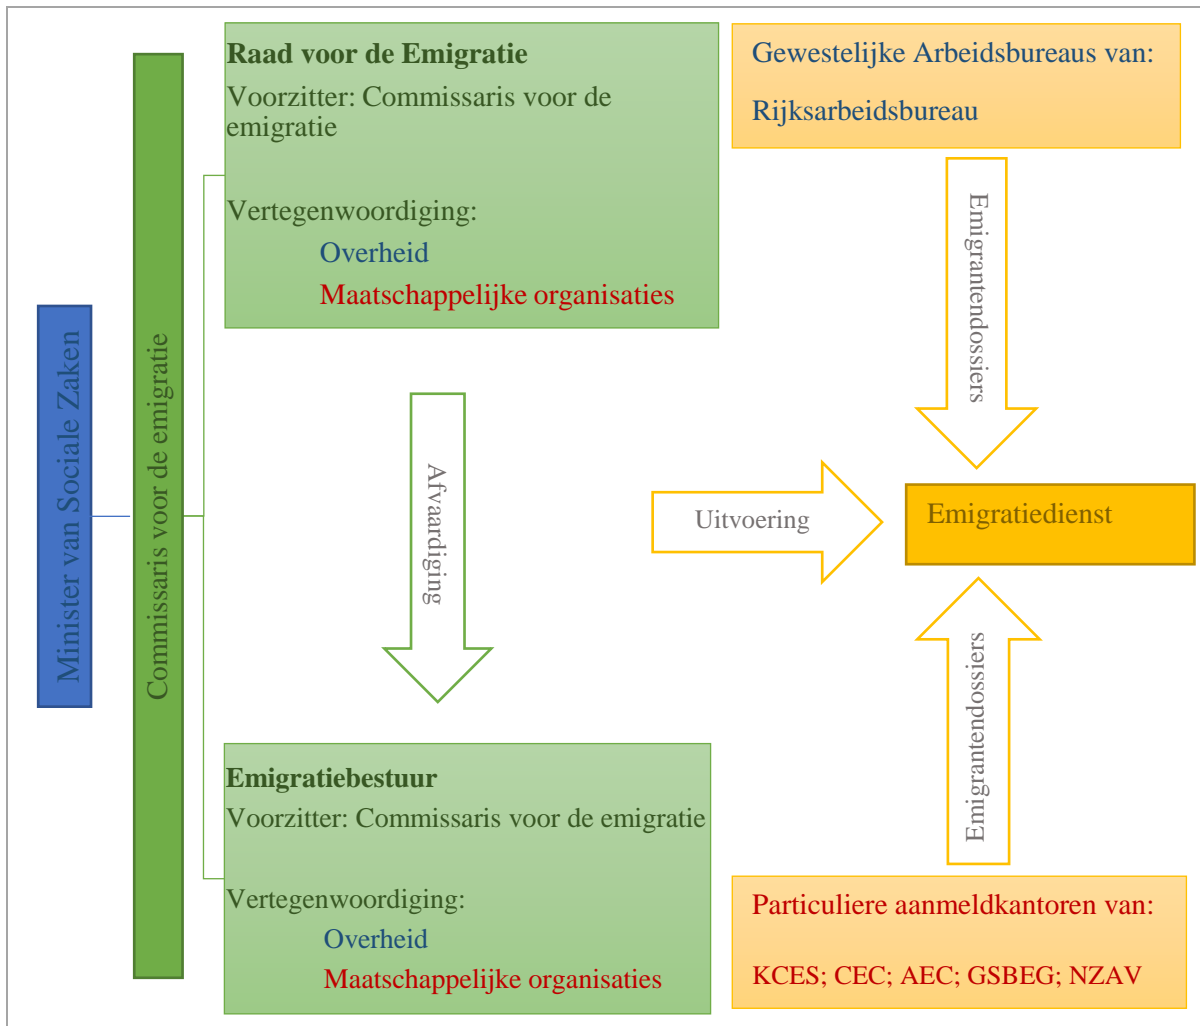 Minister van Sociale Zaken
Commissaris voor de emigratie
Raad voor de Emigratie
Voorzitter: Commissaris voor de
emigratie
Vertegenwoordiging:
Overheid
Maatschappelijke organisaties
Afvaardiging
Emigratiebestuur
Voorzitter: Commissaris voor de emigratie
Vertegenwoordiging:
Overheid
Maatschappelijke organisaties
Gewestelijke Arbeidsbureaus van:
Rijksarbeidsbureau
Emigrantendossiers
Uitvoering
Emigratiedienst
Emigrantendossiers
Particuliere aanmeldkantoren van:
KCES; CEC; AEC; GSBEG; NZAV